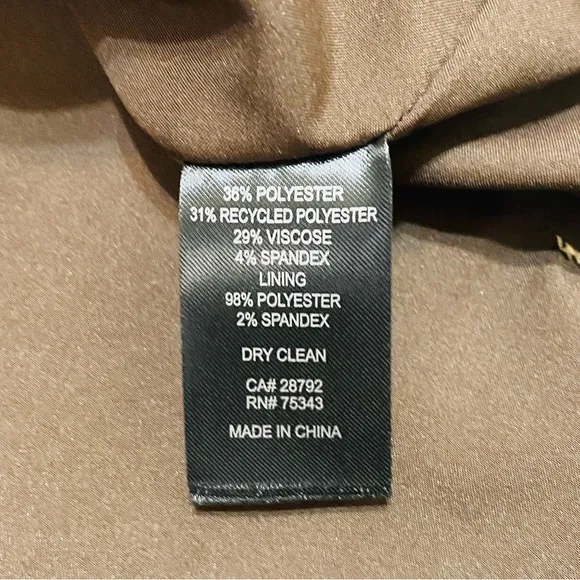 36% POLYESTER
31% RECYCLED POLYESTER
29% VISCOSE
4% SPANDEX
LINING
98% POLYESTER
2% SPANDEX
DRY CLEAN
CA# 28792
RN# 75343
MADE IN CHINA